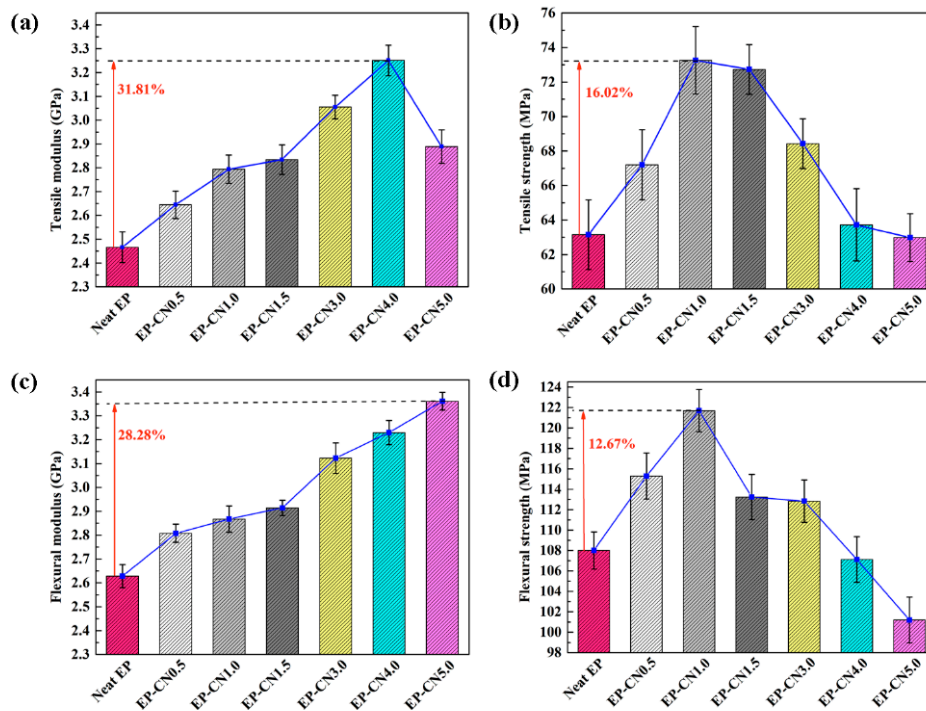 (a)
Tensile modulus (GPa)
3.4
3.3
3.2
3.1
3.0
2.9
2.8
2.7
2.6
2.5
2.4
2.3
31.81%
Neat EP
EP-CN0.5
EP-CN1.0
EP-CN1.5
EP-CN3.0
EP-CN4.0
EP-CN5.0
(b)
Tensile strength (MPa)
76
74
72
70
68
66
64
62
60
16.02%
Neat EP
EP-CN0.5
EP-CN1.0
EP-CN1.5
EP-CN3.0
EP-CN4.0
EP-CN5.0
(c)
Flexural modulus (GPa)
3.4
3.3
3.2
3.1
3.0
2.9
2.8
2.7
2.6
2.5
2.4
2.3
28.28%
Neat EP
EP-CN0.5
EP-CN1.0
EP-CN1.5
EP-CN3.0
EP-CN4.0
EP-CN5.0
(d)
Flexural strength (MPa)
124
122
120
118
116
114
112
110
108
106
104
102
100
98
12.67%
Neat EP
EP-CN0.5
EP-CN1.0
EP-CN1.5
EP-CN3.0
EP-CN4.0
EP-CN5.0